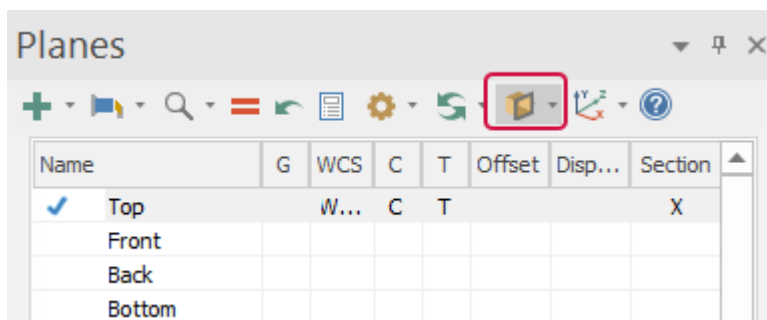 Planes
Name G WCS C T Offset Disp... Section
Top W... C T X
Front
Back
Bottom